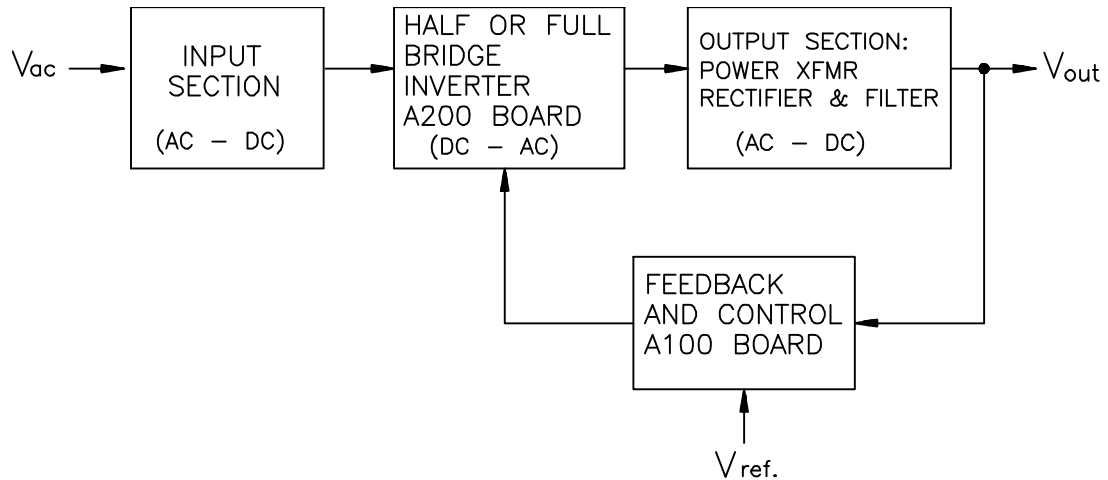 Vac
INPUT
SECTION
(AC - DC)
HALF OR FULL
BRIDGE
INVERTER
A200 BOARD
(DC - AC)
OUTPUT SECTION:
POWER XFMR
RECTIFIER & FILTER
(AC - DC)
Vout
FEEDBACK
AND CONTROL
A100 BOARD
Vref.